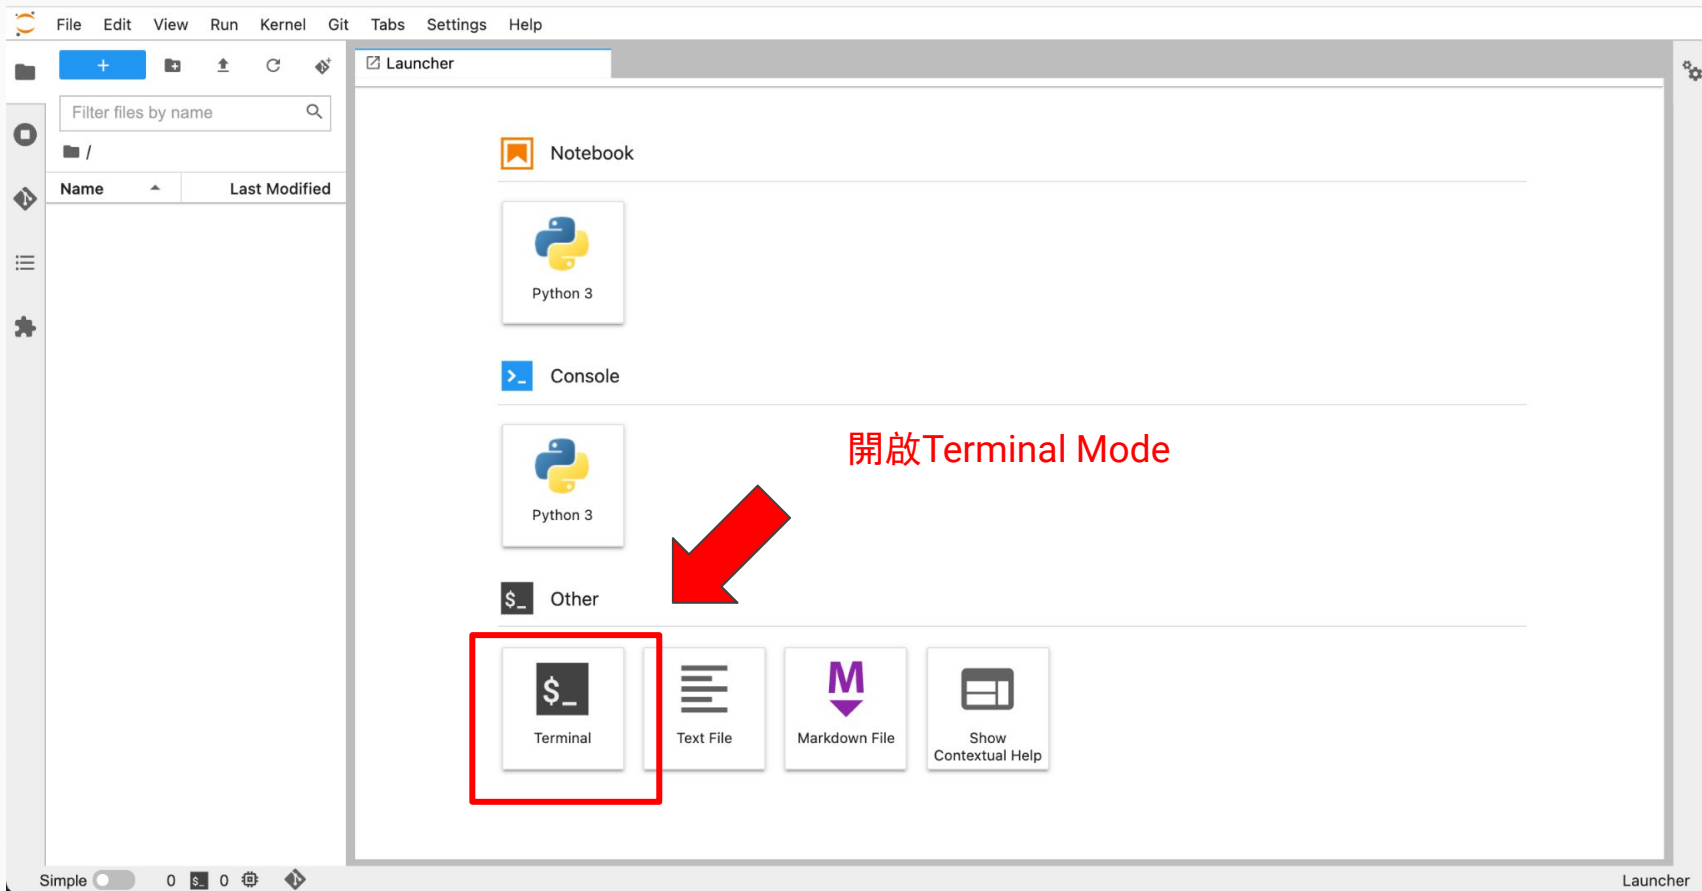 File Edit View Run Kernel Git Tabs Settings Help
+
Launcher
Filter files by name
/
Name Last Modified
Notebook
Python 3
Console
開啟Terminal Mode
Python 3
$_ Other
$_
M
Terminal
Text File
Markdown File
Show
Contextual Help
Simple 0 $_ 0 Launcher